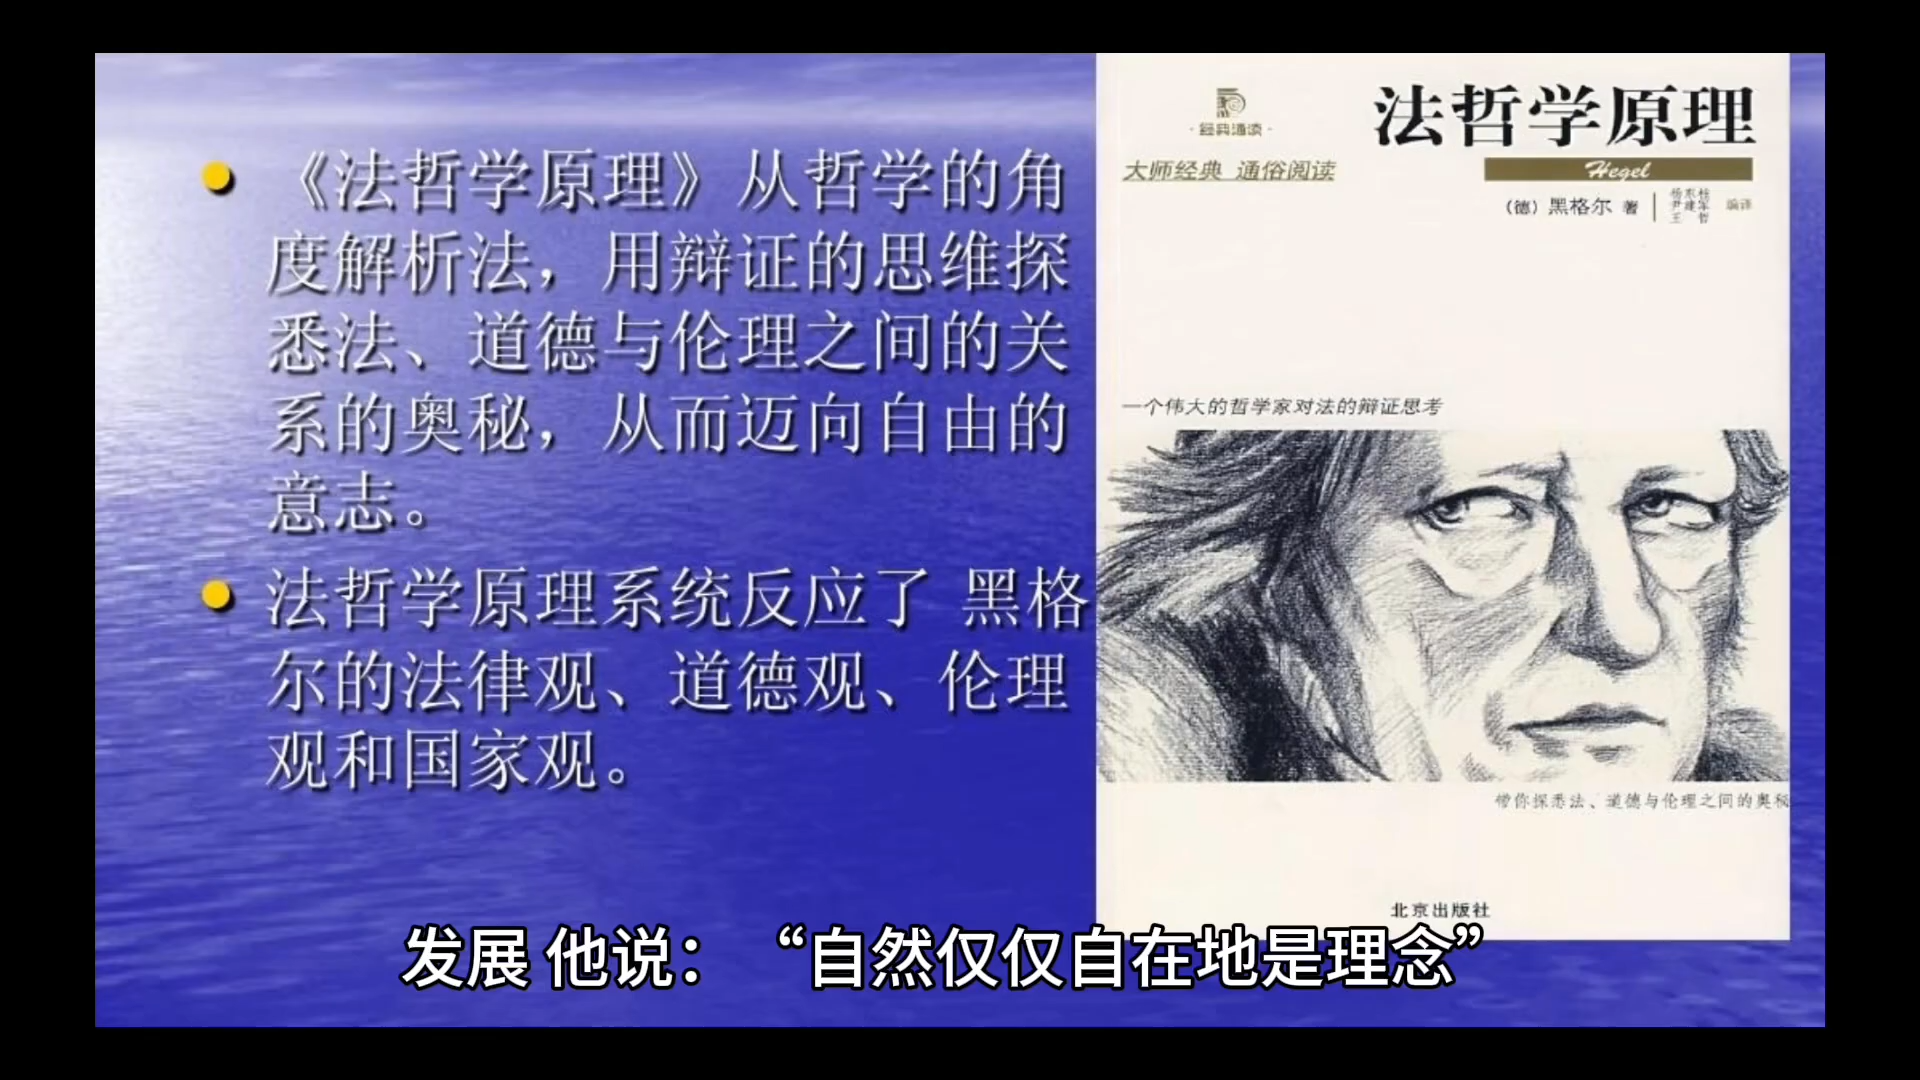 《法哲学原理》从哲学的角
度解析法，用辩证的思维探
悉法、道德与伦理之间的关
系的奥秘，从而迈向自由的
意志。
法哲学原理系统反应了 黑格
尔的法律观、道德观、伦理
观和国家观。
·经典通读·
大师经典 通俗阅读
法哲学原理
Hegel
（德）黑格尔 著
编译
一个伟大的哲学家对法的辩证思考
带你探悉法、道德与伦理之间的奥秘
北京出版社
发展 他说：“自然仅仅自在地是理念”